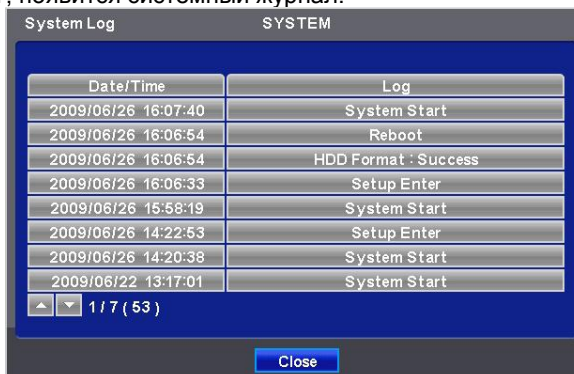 , появится системный журнал.
System Log SYSTEM
Date/Time Log
2009/06/26 16:07:40 System Start
2009/06/26 16:06:54 Reboot
2009/06/26 16:06:54 HDD Format : Success
2009/06/26 16:06:33 Setup Enter
2009/06/26 15:58:19 System Start
2009/06/26 14:22:53 Setup Enter
2009/06/26 14:20:38 System Start
2009/06/22 13:17:01 System Start
1 / 7 ( 53 )
Close